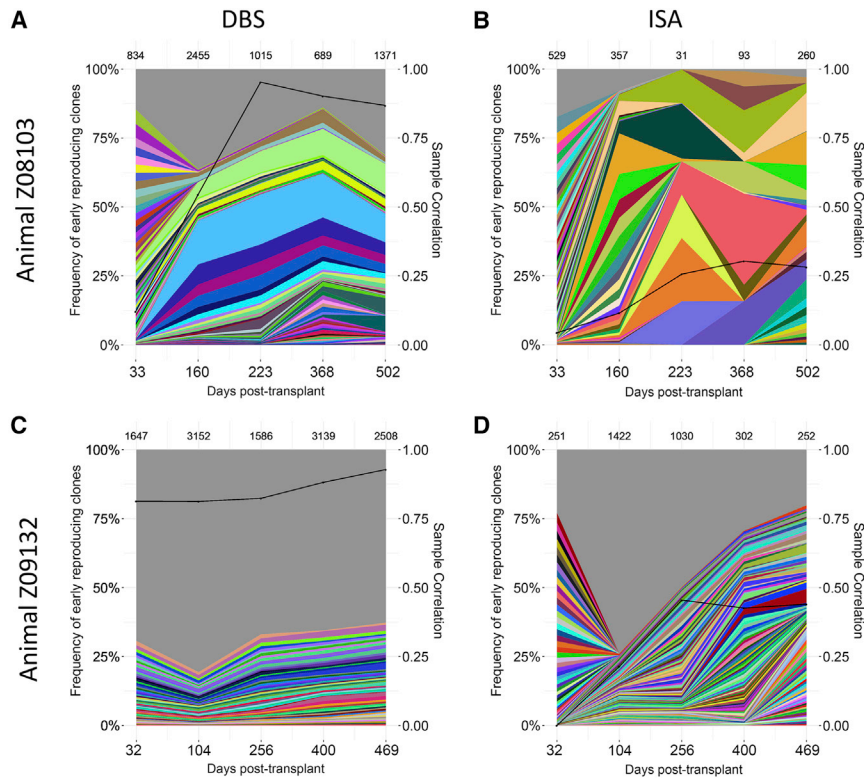 A DBS B ISA
834 2455 1015 689 1371
529 357 31 93 260
Animal Z08103
Frequency of early reproducing clones
100%
75%
50%
25%
0%
1.00
0.75
0.50
0.25
0.00
Sample Correlation
33 160 223 368 502
Days post-transplant
Frequency of early reproducing clones
100%
75%
50%
25%
0%
1.00
0.75
0.50
0.25
0.00
Sample Correlation
33 160 223 368 502
Days post-transplant
C D
1647 3152 1586 3139 2508
251 1422 1030 302 252
Animal Z09132
Frequency of early reproducing clones
100%
75%
50%
25%
0%
1.00
0.75
0.50
0.25
0.00
Sample Correlation
32 104 256 400 469
Days post-transplant
Frequency of early reproducing clones
100%
75%
50%
25%
0%
1.00
0.75
0.50
0.25
0.00
Sample Correlation
32 104 256 400 469
Days post-transplant